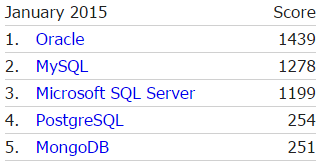 January 2015 Score
1. Oracle 1439
2. MySQL 1278
3. Microsoft SQL Server 1199
4. PostgreSQL 254
5. MongoDB 251